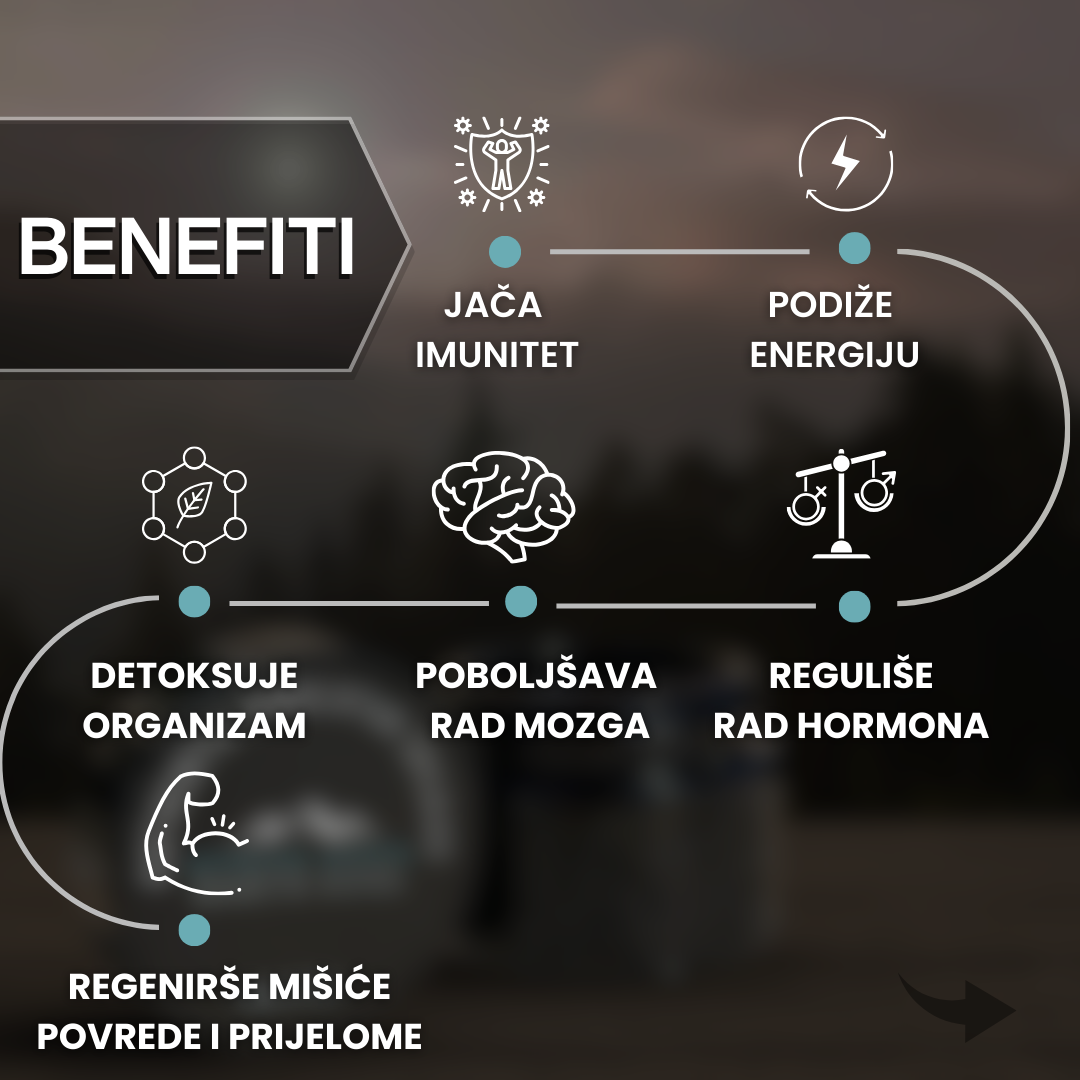 BENEFITI
JAČA
IMUNITET
PODIŽE
ENERGIJU
REGULIŠE
RAD HORMONA
POBOLJŠAVA
RAD MOZGA
DETOKSUJE
ORGANIZAM
REGENIRŠE MIŠIĆE
POVREDE I PRIJELOME